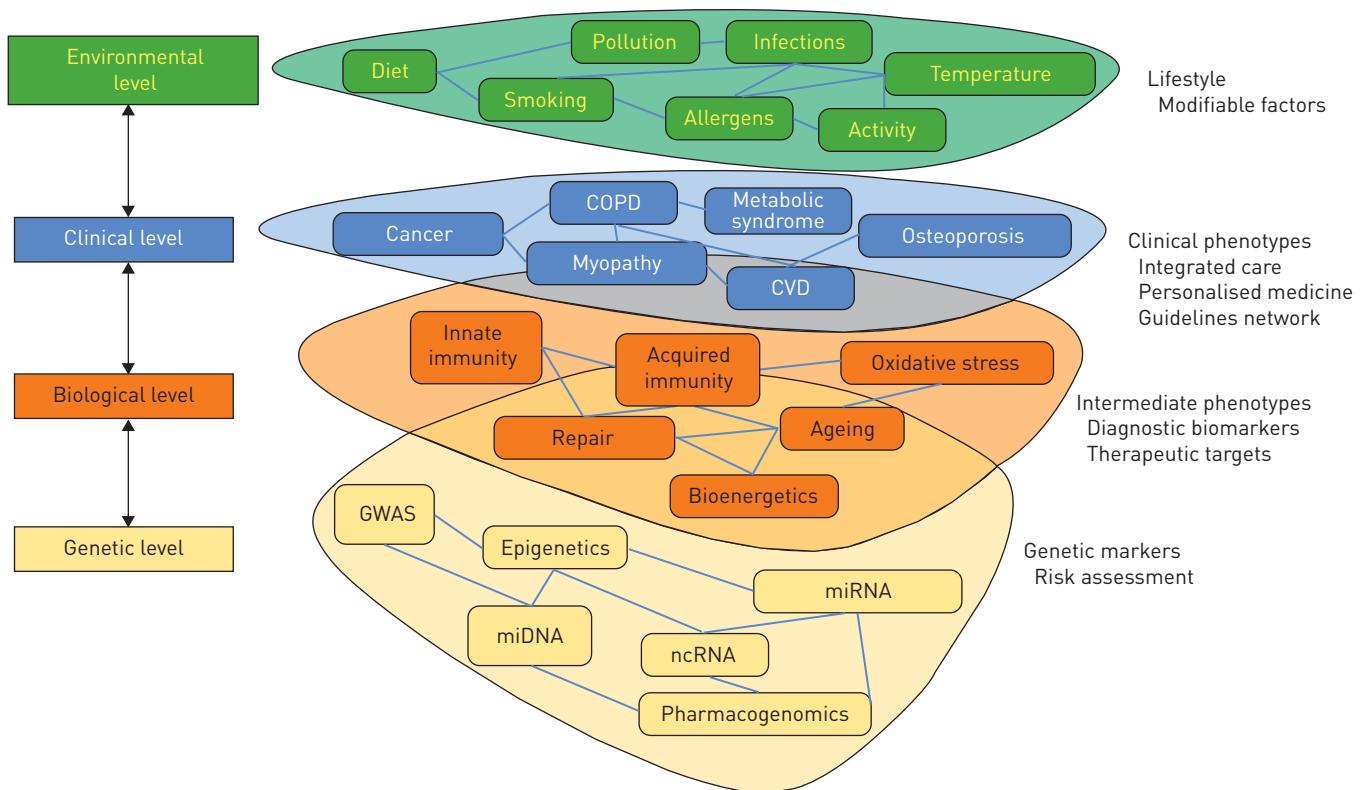 Environmental
level
Pollution
Infections
Diet
Temperature
Smoking
Allergens
Activity
Lifestyle
Modifiable factors
Clinical level
COPD
Metabolic
syndrome
Cancer
Osteoporosis
Myopathy
CVD
Clinical phenotypes
Integrated care
Personalised medicine
Guidelines network
Biological level
Innate
immunity
Acquired
immunity
Oxidative stress
Repair
Ageing
Bioenergetics
Intermediate phenotypes
Diagnostic biomarkers
Therapeutic targets
Genetic level
GWAS
Epigenetics
miRNA
miDNA
ncRNA
Pharmacogenomics
Genetic markers
Risk assessment